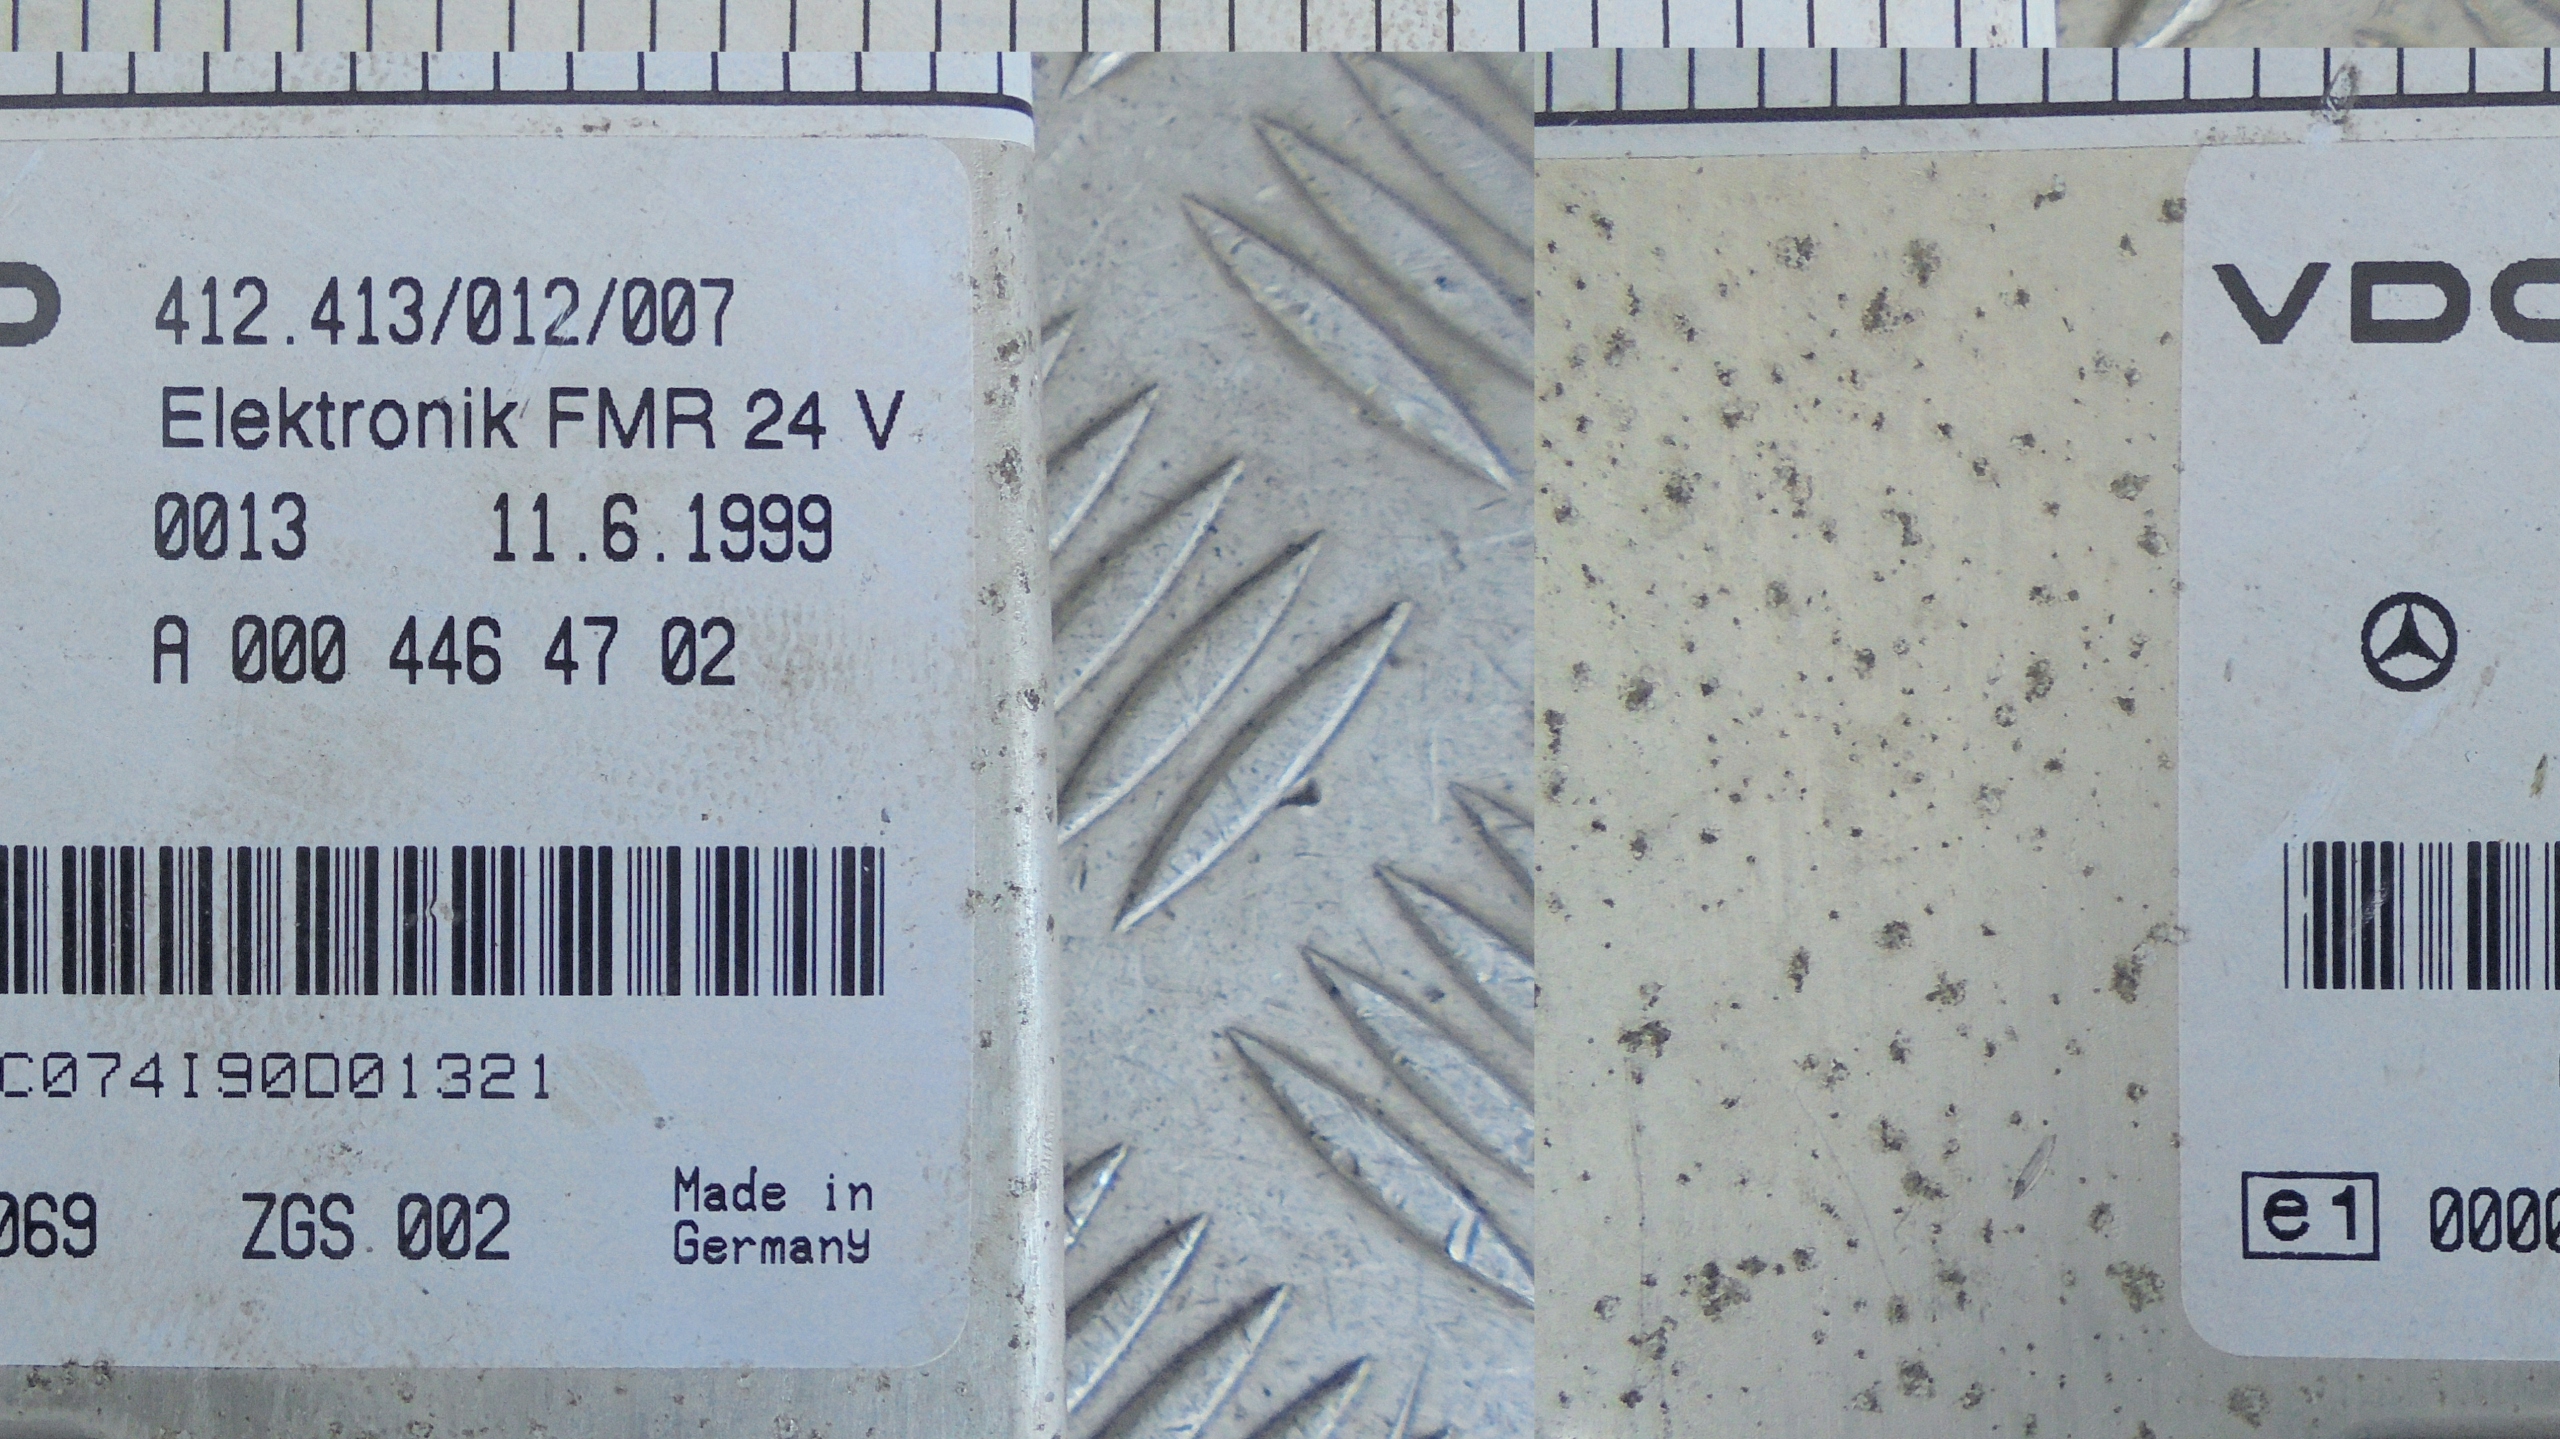 412.413/012/007
Elektronik FMR 24 V
0013 11.6.1999
A 000 446 47 02
C074I90D01321
069 ZGS 002
Made in
Germany
VDO
e1 0000